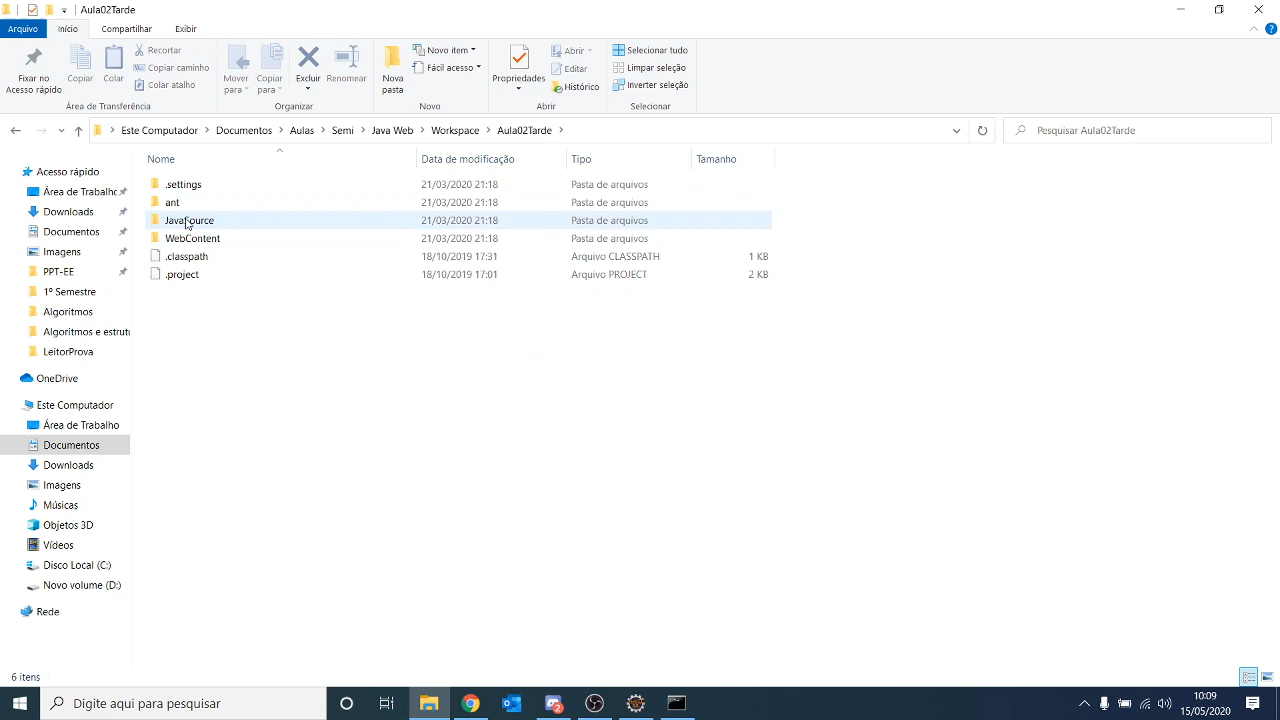 Aula02Tarde
Arquivo Início Compartilhar Exibir
Fixar no Acesso rápido
Copiar
Colar
Recortar
Copiar caminho
Colar atalho
Área de Transferência
Mover para
Copiar para
Excluir
Renomear
Organizar
Nova pasta
Novo item
Fácil acesso
Novo
Propriedades
Abrir
Editar
Histórico
Abrir
Selecionar tudo
Limpar seleção
Inverter seleção
Selecionar
Este Computador > Documentos > Aulas > Semi > Java Web > Workspace > Aula02Tarde >
Pesquisar Aula02Tarde
Nome Data de modificação Tipo Tamanho
.settings 21/03/2020 21:18 Pasta de arquivos
ant 21/03/2020 21:18 Pasta de arquivos
JavaSource 21/03/2020 21:18 Pasta de arquivos
WebContent 21/03/2020 21:18 Pasta de arquivos
.classpath 18/10/2019 17:31 Arquivo CLASSPATH 1 KB
.project 18/10/2019 17:01 Arquivo PROJECT 2 KB
Acesso rápido
Área de Trabalho
Downloads
Documentos
Imagens
PPT-EE
1º Semestre
Algoritmos
Algoritmos e estrutu
LeitorProva
OneDrive
Este Computador
Área de Trabalho
Documentos
Downloads
Imagens
Músicas
Objetos 3D
Vídeos
Disco Local (C:)
Novo volume (D:)
Rede
6 itens
Digite aqui para pesquisar
10:09
15/05/2020